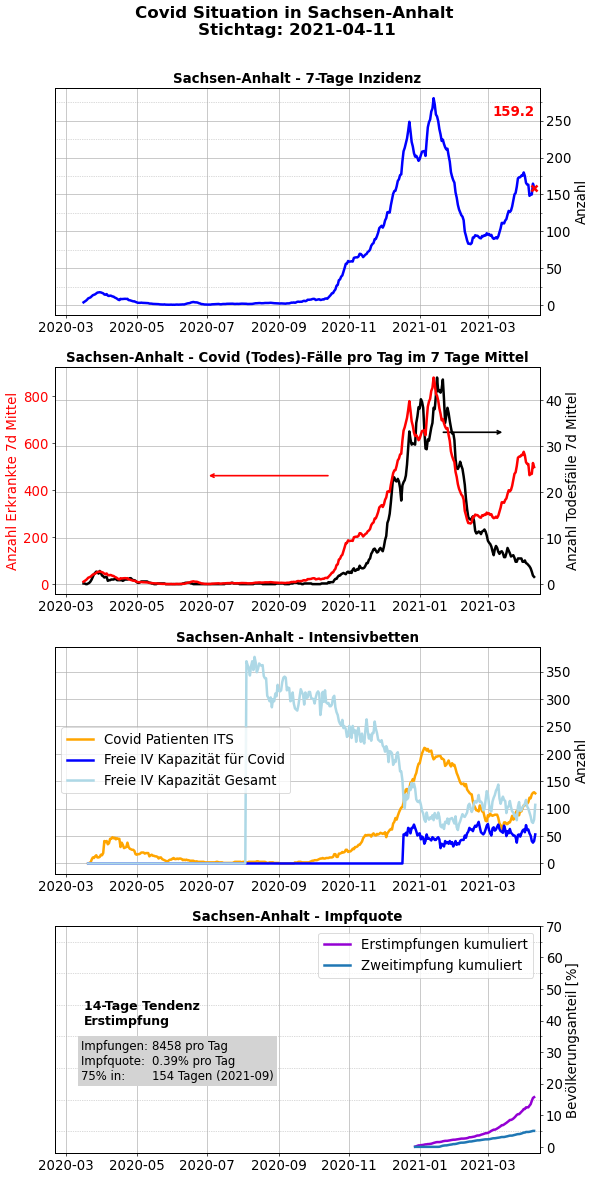 Covid Situation in Sachsen-Anhalt
Stichtag: 2021-04-11
Sachsen-Anhalt - 7-Tage Inzidenz
159.2
250
200
150
100
50
0
Anzahl
2020-03 2020-05 2020-07 2020-09 2020-11 2021-01 2021-03
Sachsen-Anhalt - Covid (Todes)-Fälle pro Tag im 7 Tage Mittel
Anzahl Erkrankte 7d Mittel
800
600
400
200
0
40
30
20
10
0
Anzahl Todesfälle 7d Mittel
2020-03 2020-05 2020-07 2020-09 2020-11 2021-01 2021-03
Sachsen-Anhalt - Intensivbetten
Covid Patienten ITS
Freie IV Kapazität für Covid
Freie IV Kapazität Gesamt
350
300
250
200
150
100
50
0
Anzahl
2020-03 2020-05 2020-07 2020-09 2020-11 2021-01 2021-03
Sachsen-Anhalt - Impfquote
Erstimpfungen kumuliert
Zweitimpfung kumuliert
14-Tage Tendenz
Erstimpfung
Impfungen: 8458 pro Tag
Impfquote: 0.39% pro Tag
75% in: 154 Tagen (2021-09)
70
60
50
40
30
20
10
0
Bevölkerungsanteil [%]
2020-03 2020-05 2020-07 2020-09 2020-11 2021-01 2021-03